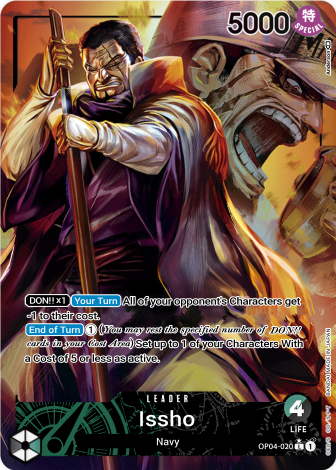 5000 特
SPECIAL
DON!! ×1 Your Turn All of your opponent's Characters get
-1 to their cost.
End of Turn ① (You may rest the specified number of DON!!
cards in your Cost Area) Set up to 1 of your Characters With
a Cost of 5 or less as active.
LEADER
Issho
Navy
4
LIFE
OP04-020 L 1